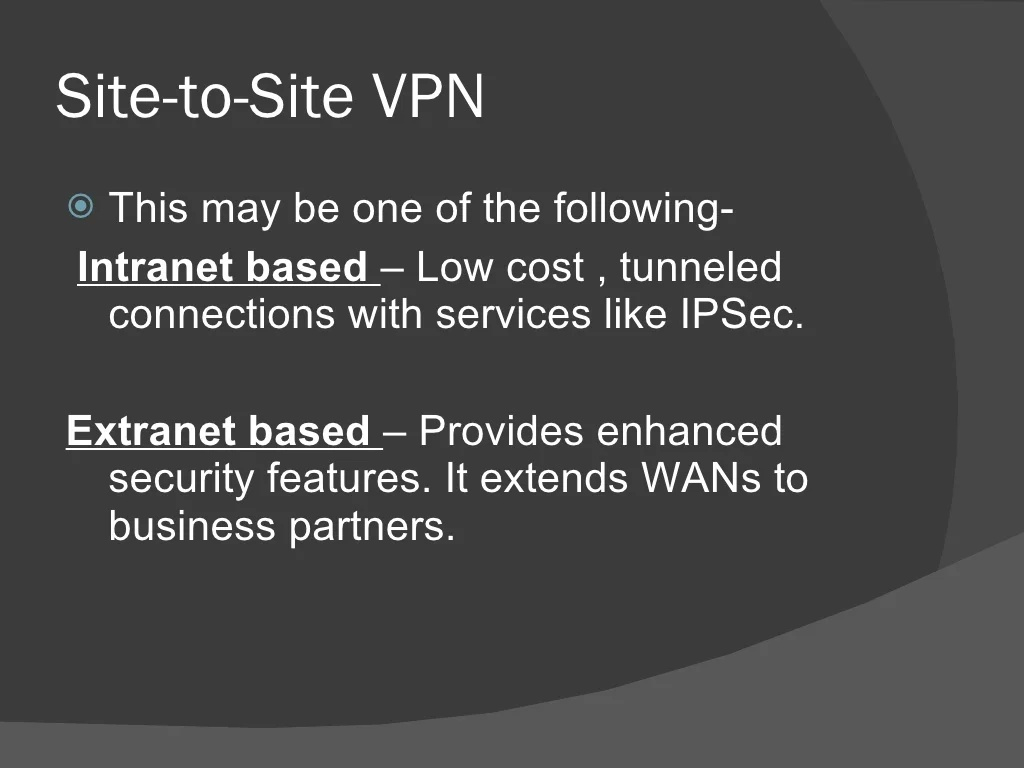 Site-to-Site VPN
This may be one of the following-
Intranet based – Low cost , tunneled
connections with services like IPSec.
Extranet based – Provides enhanced
security features. It extends WANs to
business partners.